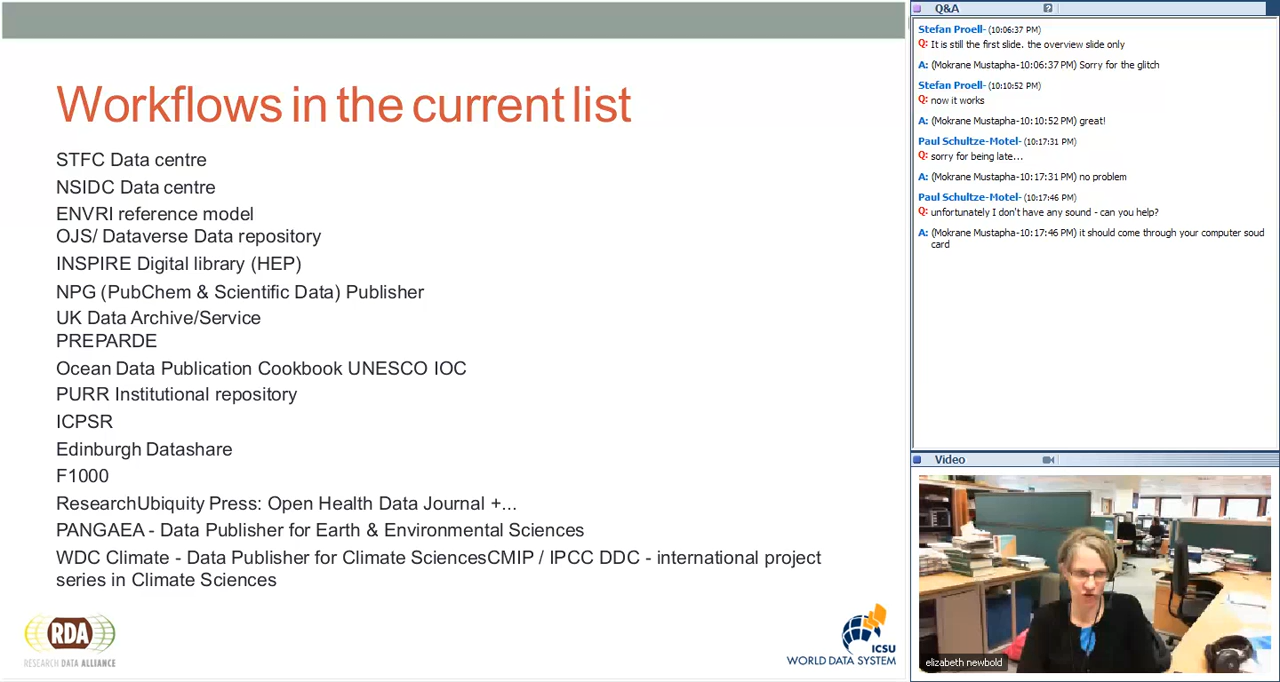 Workflows in the current list
STFC Data centre
NSIDC Data centre
ENVRI reference model
OJS/ Dataverse Data repository
INSPIRE Digital library (HEP)
NPG (PubChem & Scientific Data) Publisher
UK Data Archive/Service
PREPARDE
Ocean Data Publication Cookbook UNESCO IOC
PURR Institutional repository
ICPSR
Edinburgh Datashare
F1000
ResearchUbiquity Press: Open Health Data Journal +...
PANGAEA - Data Publisher for Earth & Environmental Sciences
WDC Climate - Data Publisher for Climate SciencesCMIP / IPCC DDC - international project
series in Climate Sciences
RDA
RESEARCH DATA ALLIANCE
ICSU
WORLD DATA SYSTEM
Q&A
?
Stefan Proell- (10:06:37 PM)
Q: It is still the first slide. the overview slide only
A: (Mokrane Mustapha-10:06:37 PM) Sorry for the glitch
Stefan Proell- (10:10:52 PM)
Q: now it works
A: (Mokrane Mustapha-10:10:52 PM) great!
Paul Schultze-Motel- (10:17:31 PM)
Q: sorry for being late...
A: (Mokrane Mustapha-10:17:31 PM) no problem
Paul Schultze-Motel- (10:17:46 PM)
Q: unfortunately I don't have any sound - can you help?
A: (Mokrane Mustapha-10:17:46 PM) it should come through your computer soud
card
Video
elizabeth newbold